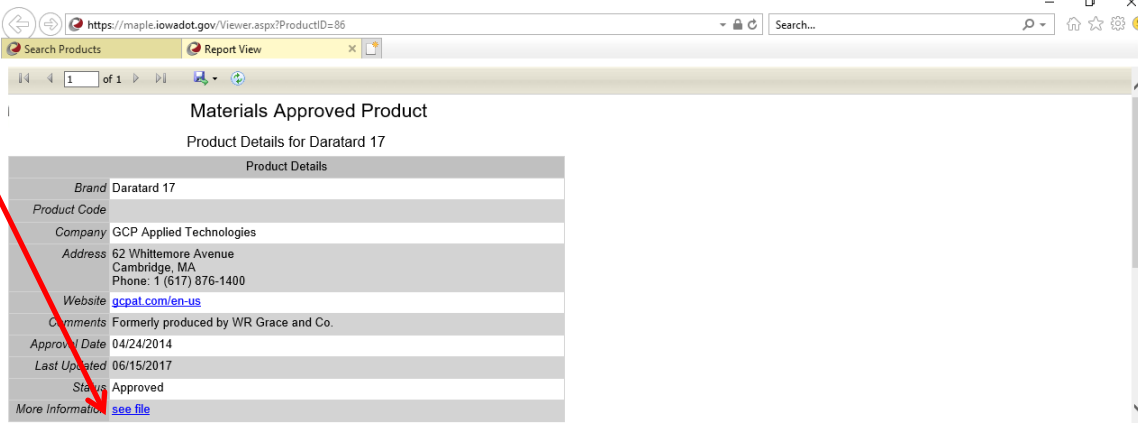 https://maple.iowadot.gov/Viewer.aspx?ProductID=86
Search...
Search Products
Report View
1 of 1
Materials Approved Product
Product Details for Daratard 17
Product Details
Brand Daratard 17
Product Code
Company GCP Applied Technologies
Address 62 Whittemore Avenue
Cambridge, MA
Phone: 1 (617) 876-1400
Website gcpat.com/en-us
Comments Formerly produced by WR Grace and Co.
Approval Date 04/24/2014
Last Updated 06/15/2017
Status Approved
More Information see file